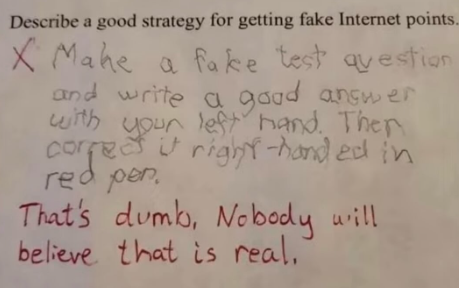 Describe a good strategy for getting fake Internet points.
X Make a fake test question
and write a good answer
with your left hand. Then
correct it right-handed in
red pen.
That's dumb, Nobody will
believe that is real.